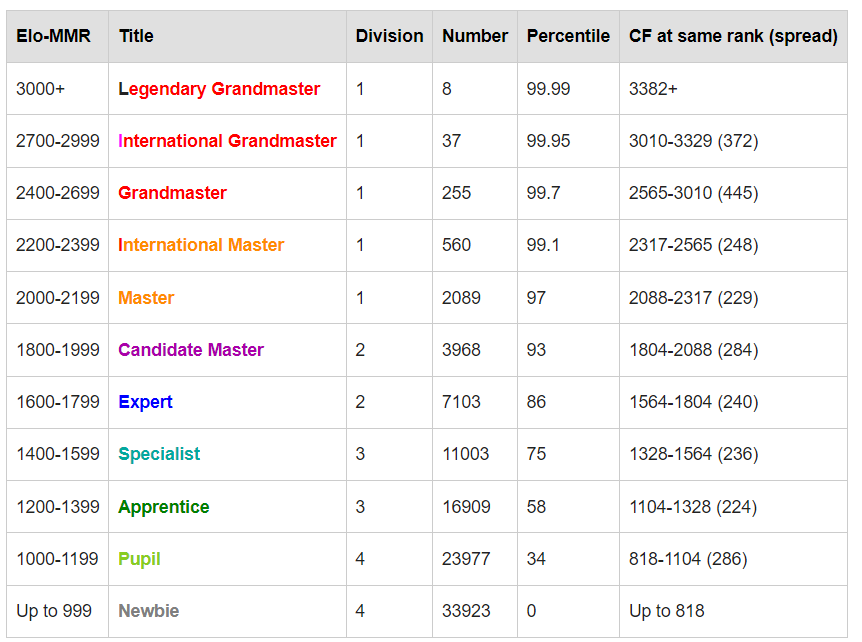 Elo-MMR Title Division Number Percentile CF at same rank (spread)
3000+ Legendary Grandmaster 1 8 99.99 3382+
2700-2999 International Grandmaster 1 37 99.95 3010-3329 (372)
2400-2699 Grandmaster 1 255 99.7 2565-3010 (445)
2200-2399 International Master 1 560 99.1 2317-2565 (248)
2000-2199 Master 1 2089 97 2088-2317 (229)
1800-1999 Candidate Master 2 3968 93 1804-2088 (284)
1600-1799 Expert 2 7103 86 1564-1804 (240)
1400-1599 Specialist 3 11003 75 1328-1564 (236)
1200-1399 Apprentice 3 16909 58 1104-1328 (224)
1000-1199 Pupil 4 23977 34 818-1104 (286)
Up to 999 Newbie 4 33923 0 Up to 818